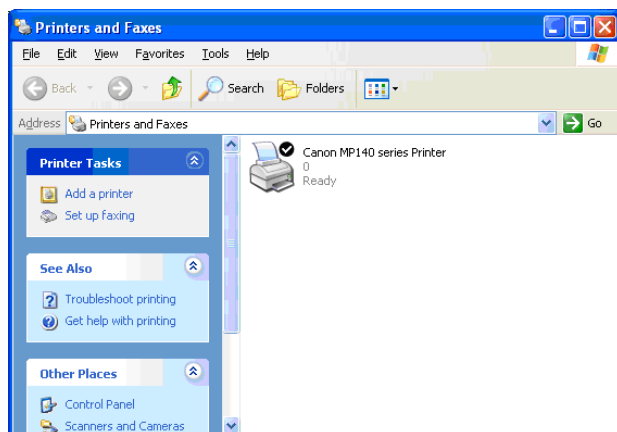 Printers and Faxes
File Edit View Favorites Tools Help
Back Search Folders
Address Printers and Faxes Go
Printer Tasks
Add a printer
Set up faxing
See Also
Troubleshoot printing
Get help with printing
Other Places
Control Panel
Scanners and Cameras
Canon MP140 series Printer
0
Ready